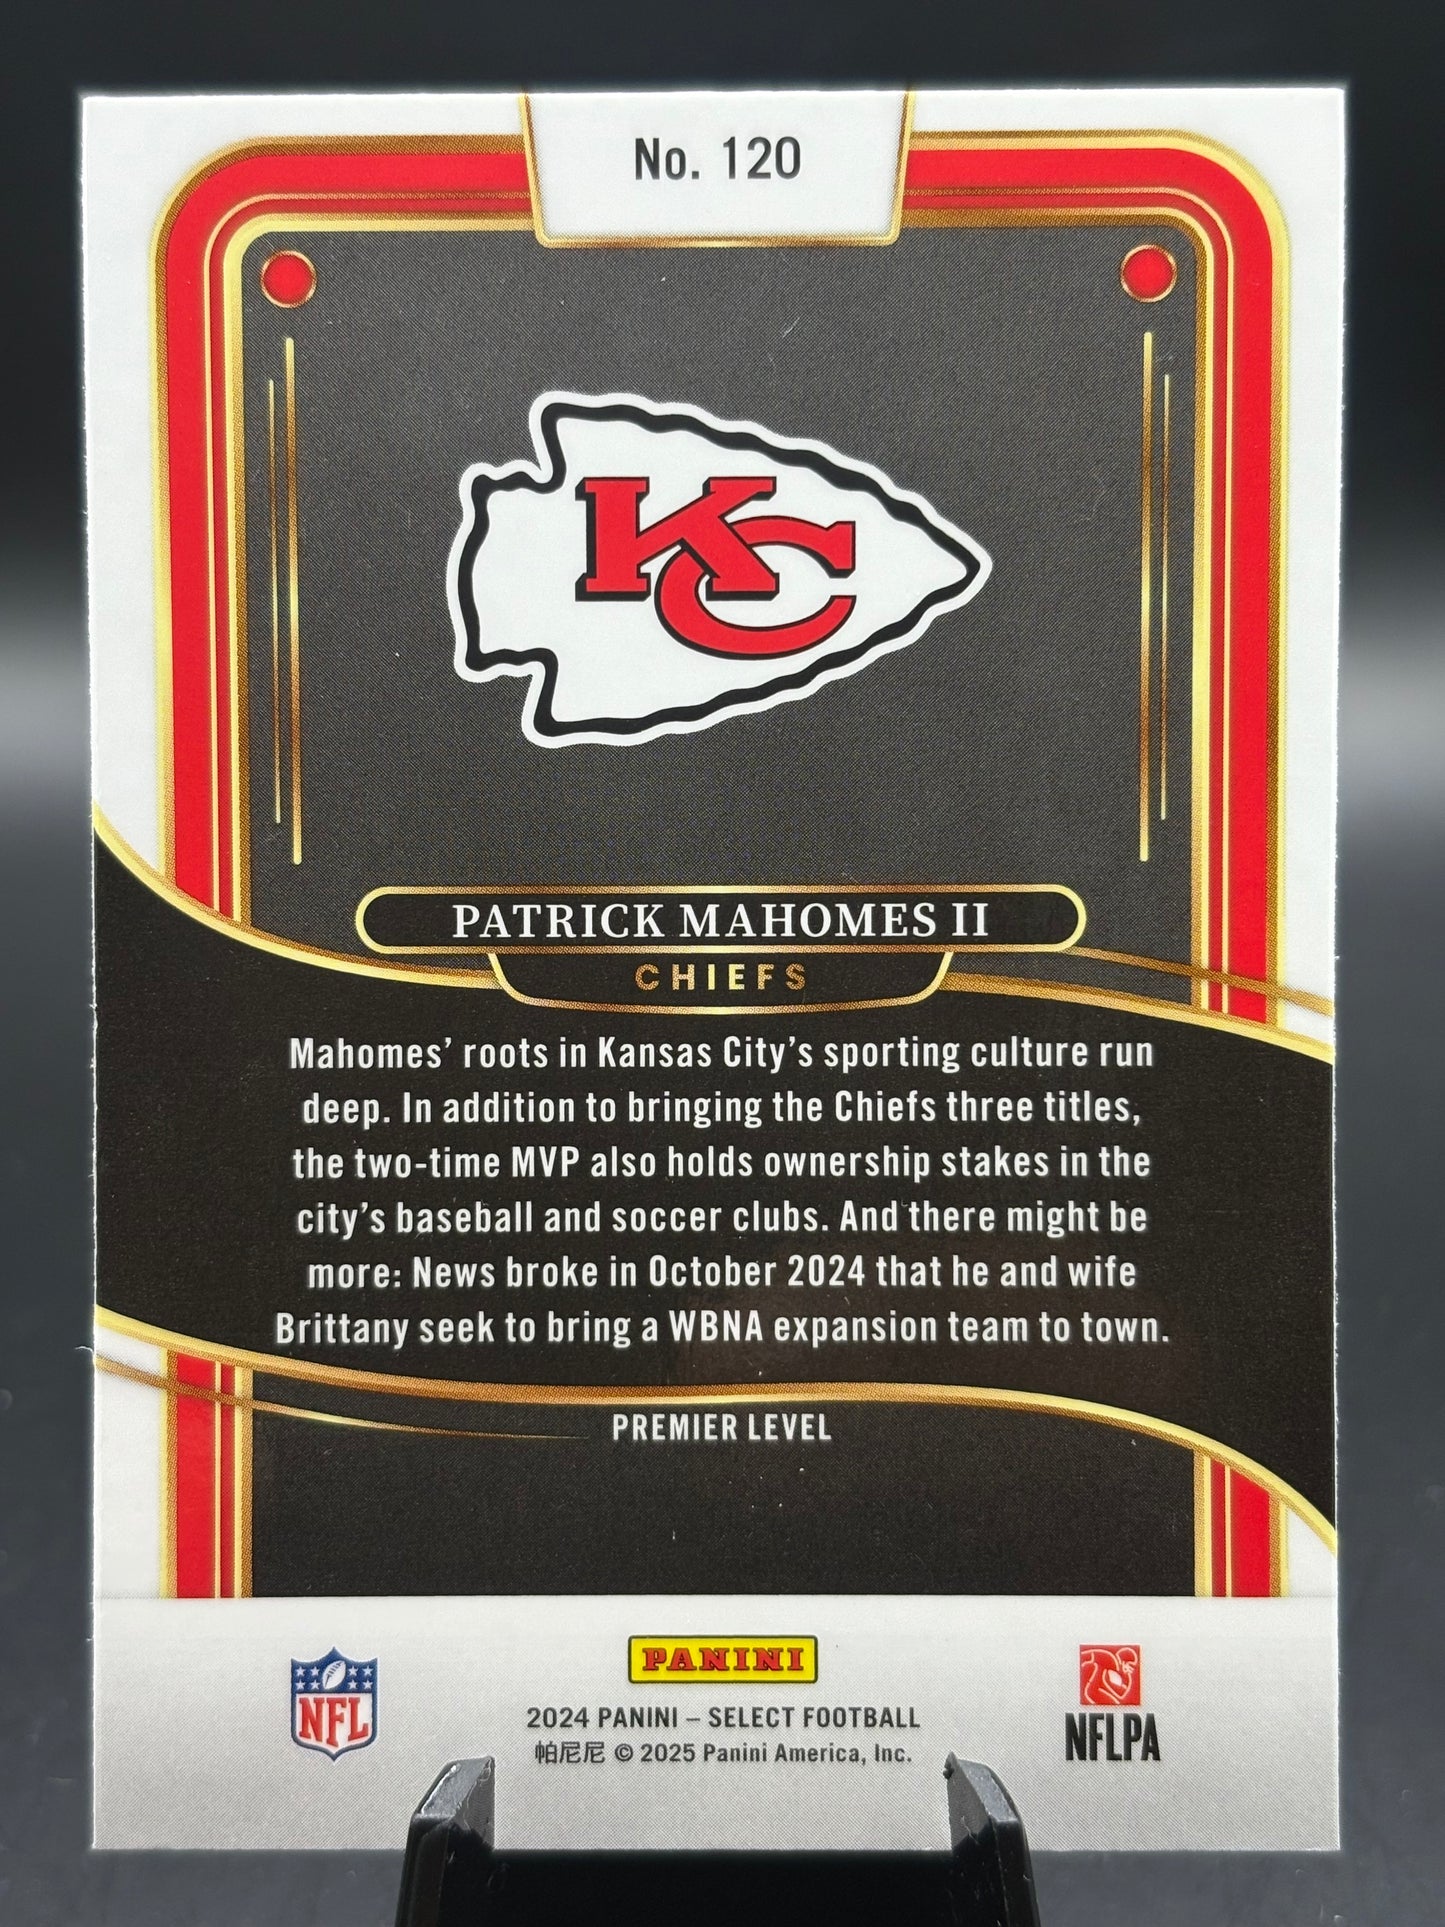 No. 120
KC
PATRICK MAHOMES II
CHIEFS
Mahomes' roots in Kansas City's sporting culture run
deep. In addition to bringing the Chiefs three titles,
the two-time MVP also holds ownership stakes in the
city's baseball and soccer clubs. And there might be
more: News broke in October 2024 that he and wife
Brittany seek to bring a WBNA expansion team to town.
PREMIER LEVEL
NFL
PANINI
2024 PANINI – SELECT FOOTBALL
帕尼尼 © 2025 Panini America, Inc.
NFLPA